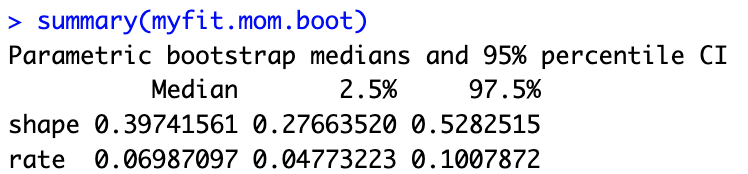 > summary(myfit.mom.boot)
Parametric bootstrap medians and 95% percentile CI
          Median       2.5%     97.5%
shape 0.39741561 0.27663520 0.5282515
rate  0.06987097 0.04773223 0.1007872